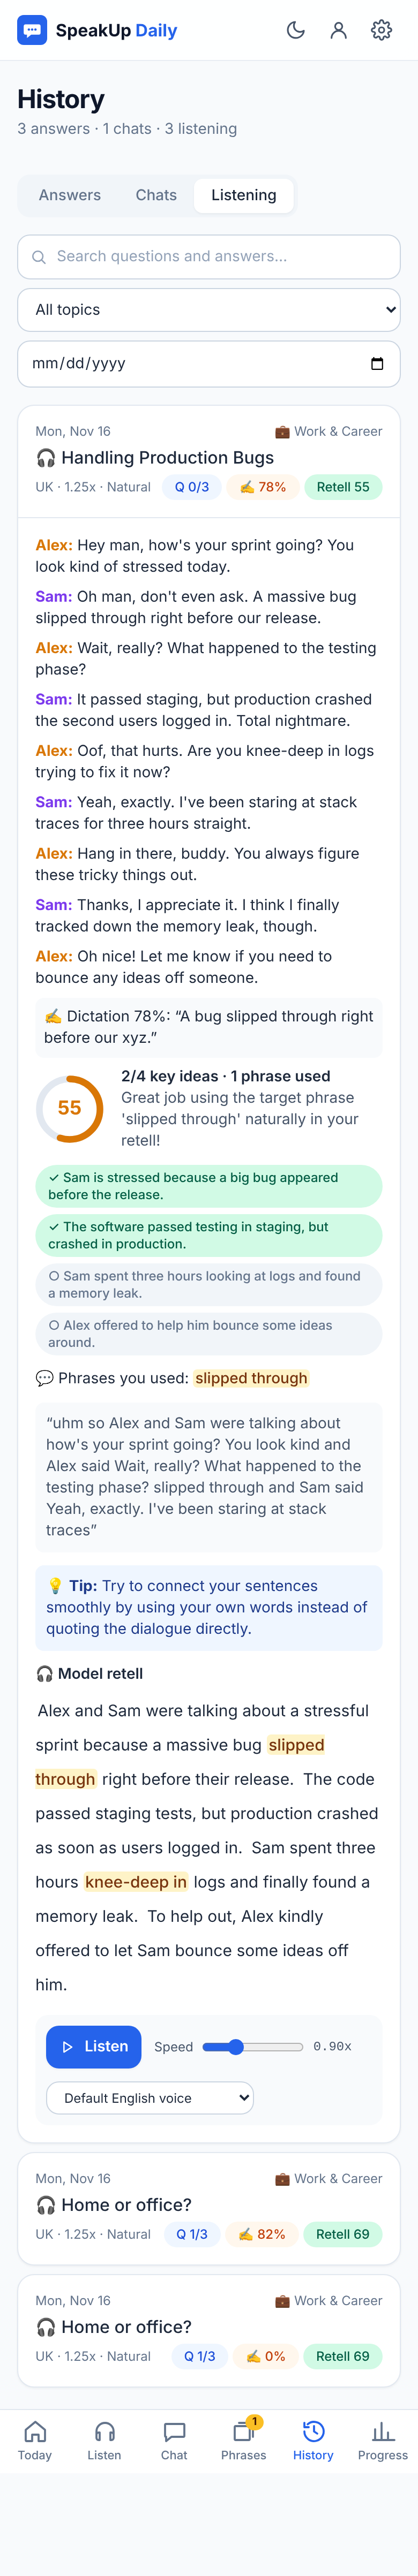 SpeakUp Daily
History
3 answers · 1 chats · 3 listening
Answers Chats Listening
Search questions and answers...
All topics
mm/dd/yyyy
Mon, Nov 16 💼 Work & Career
🎧 Handling Production Bugs
UK · 1.25x · Natural Q 0/3 ✍️ 78% Retell 55
Alex: Hey man, how's your sprint going? You
look kind of stressed today.
Sam: Oh man, don't even ask. A massive bug
slipped through right before our release.
Alex: Wait, really? What happened to the testing
phase?
Sam: It passed staging, but production crashed
the second users logged in. Total nightmare.
Alex: Oof, that hurts. Are you knee-deep in logs
trying to fix it now?
Sam: Yeah, exactly. I've been staring at stack
traces for three hours straight.
Alex: Hang in there, buddy. You always figure
these tricky things out.
Sam: Thanks, I appreciate it. I think I finally
tracked down the memory leak, though.
Alex: Oh nice! Let me know if you need to
bounce any ideas off someone.
✍️ Dictation 78%: “A bug slipped through right
before our xyz.”
55
2/4 key ideas · 1 phrase used
Great job using the target phrase
'slipped through' naturally in your
retell!
✓ Sam is stressed because a big bug appeared
before the release.
✓ The software passed testing in staging, but
crashed in production.
○ Sam spent three hours looking at logs and found
a memory leak.
○ Alex offered to help him bounce some ideas
around.
💬 Phrases you used: slipped through
“uhm so Alex and Sam were talking about
how's your sprint going? You look kind and
Alex said Wait, really? What happened to the
testing phase? slipped through and Sam said
Yeah, exactly. I've been staring at stack
traces”
💡 Tip: Try to connect your sentences
smoothly by using your own words instead of
quoting the dialogue directly.
🎧 Model retell
Alex and Sam were talking about a stressful
sprint because a massive bug slipped
through right before their release. The code
passed staging tests, but production crashed
as soon as users logged in. Sam spent three
hours knee-deep in logs and finally found a
memory leak. To help out, Alex kindly
offered to let Sam bounce some ideas off
him.
Listen Speed 0.90x
Default English voice
Mon, Nov 16 💼 Work & Career
🎧 Home or office?
UK · 1.25x · Natural Q 1/3 ✍️ 82% Retell 69
Mon, Nov 16 💼 Work & Career
🎧 Home or office?
UK · 1.25x · Natural Q 1/3 ✍️ 0% Retell 69
1
Today Listen Chat Phrases History Progress